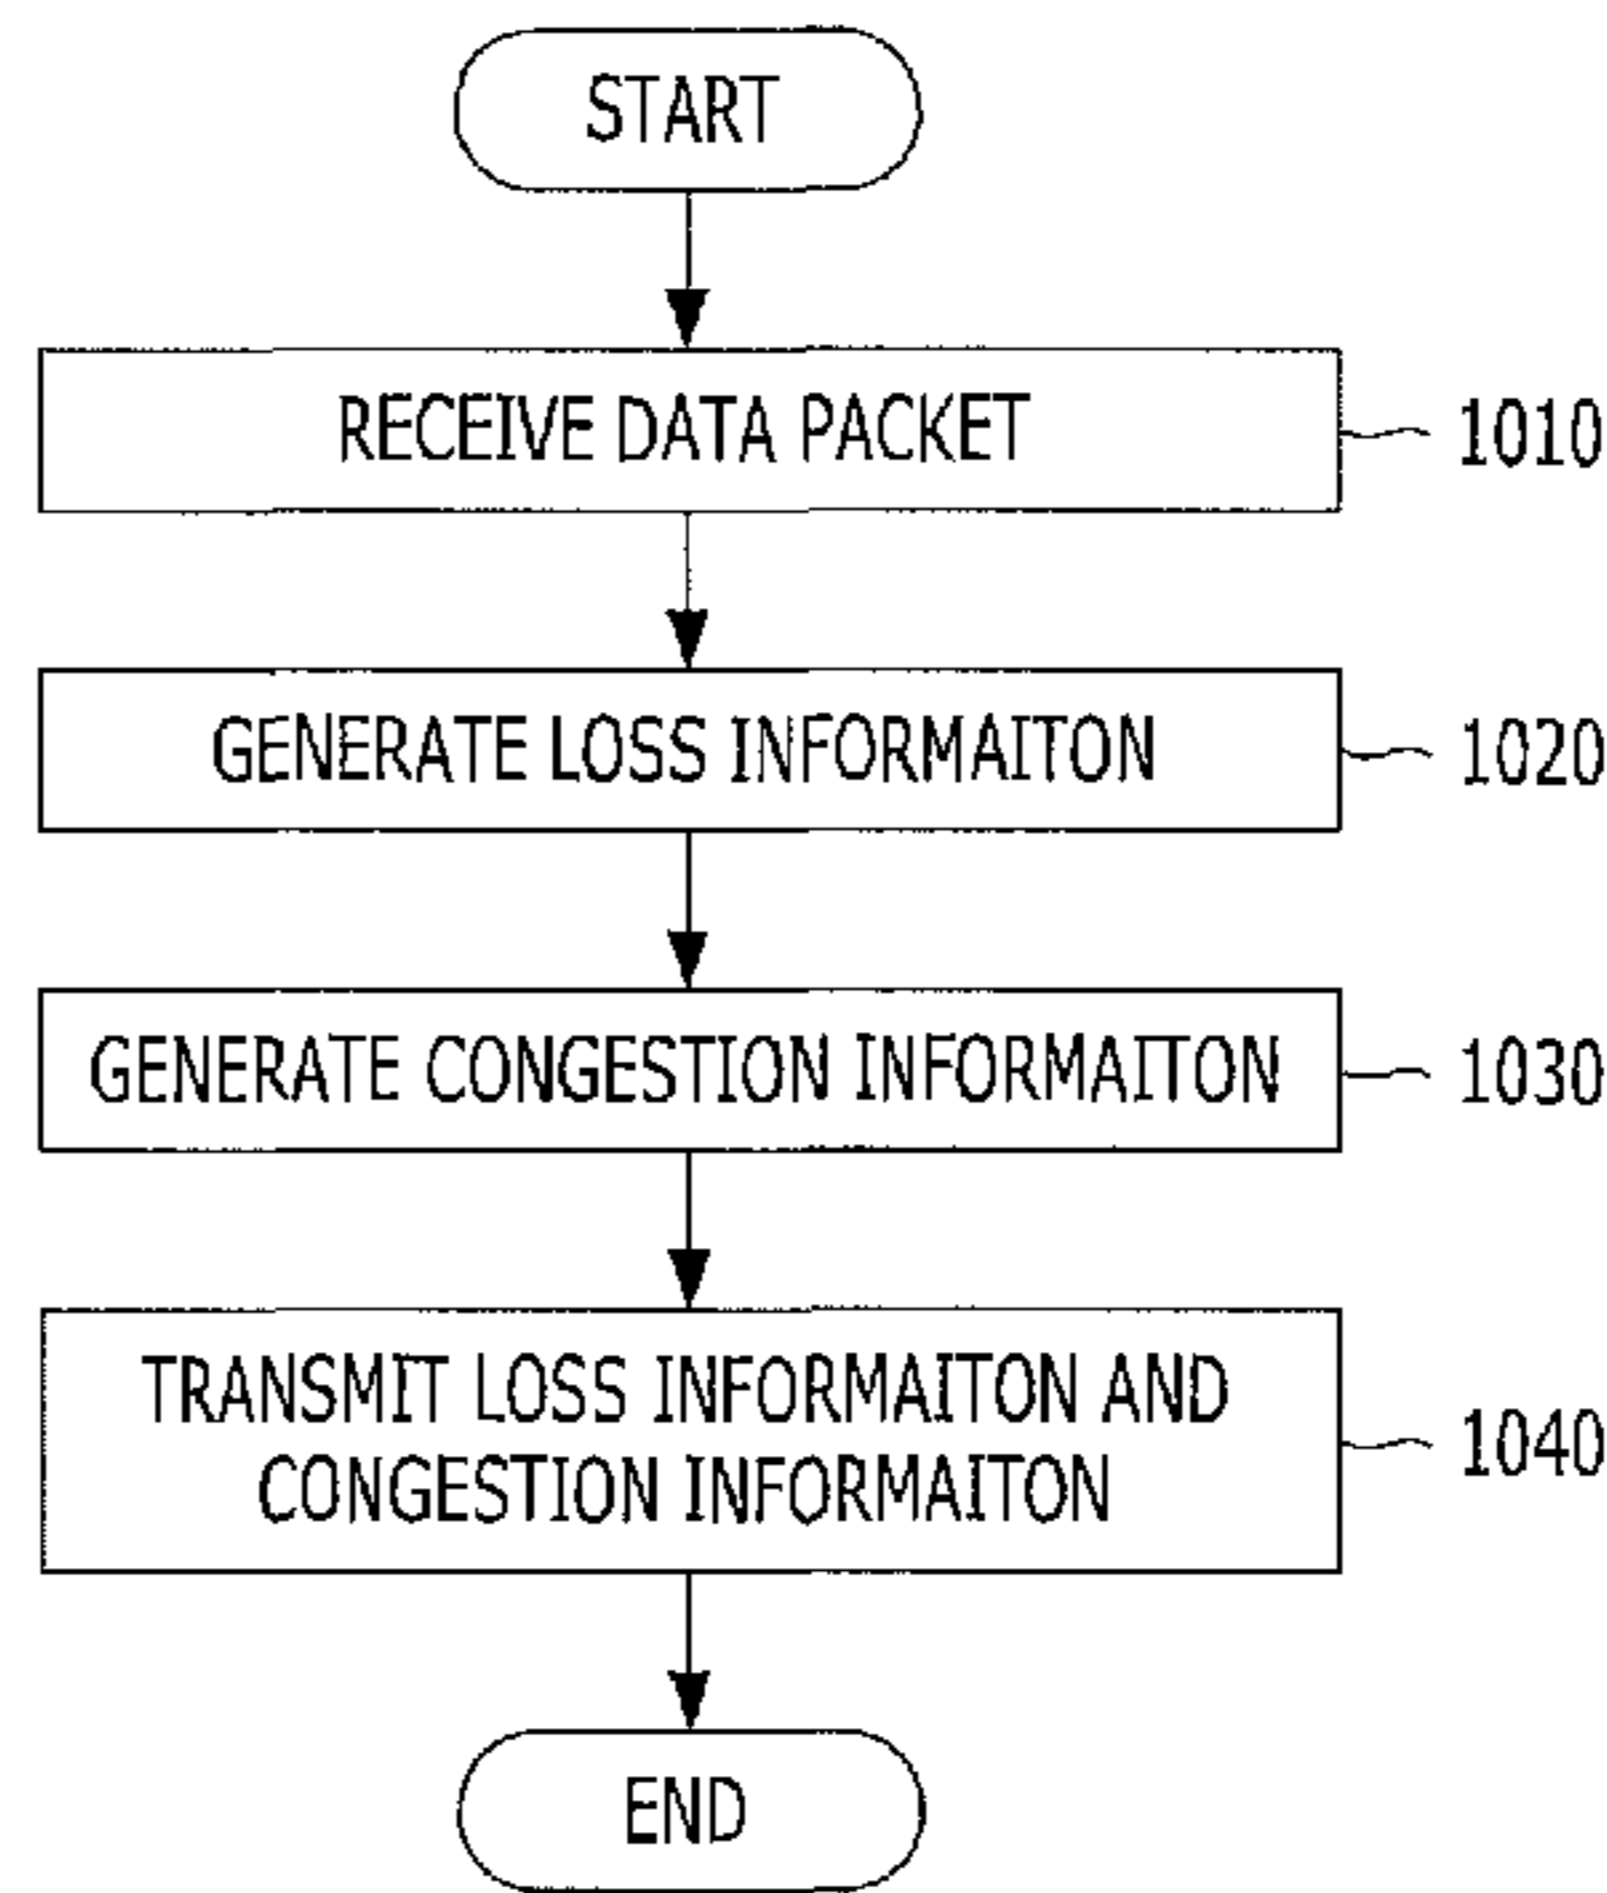 START
RECEIVE DATA PACKET
1010
GENERATE LOSS INFORMAITON
1020
GENERATE CONGESTION INFORMAITON
1030
TRANSMIT LOSS INFORMAITON AND
CONGESTION INFORMAITON
1040
END